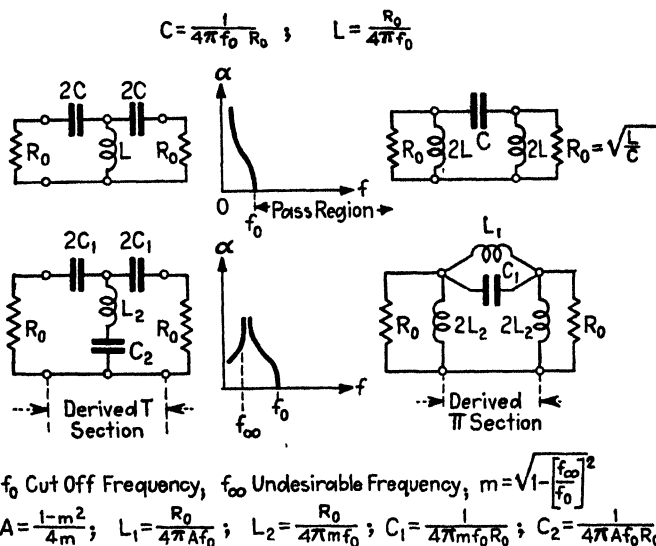 C = 1/(4πf₀ R₀) ; L = R₀/(4πf₀)
2C 2C
R₀ L R₀
α
0 f₀ f
Pass Region
C
R₀ 2L 2L R₀ = √(L/C)
2C₁ 2C₁
R₀ L₂ R₀
C₂
Derived T
Section
α
f∞ f₀ f
L₁
C₁
R₀ 2L₂ 2L₂ R₀
Derived
π Section
f₀ Cut Off Frequency, f∞ Undesirable Frequency, m = √(1-[f∞/f₀]²)
A = (1-m²)/(4m) ; L₁ = R₀/(4πAf₀) ; L₂ = R₀/(4πmf₀) ; C₁ = 1/(4πmf₀R₀) ; C₂ = 1/(4πAf₀R₀)